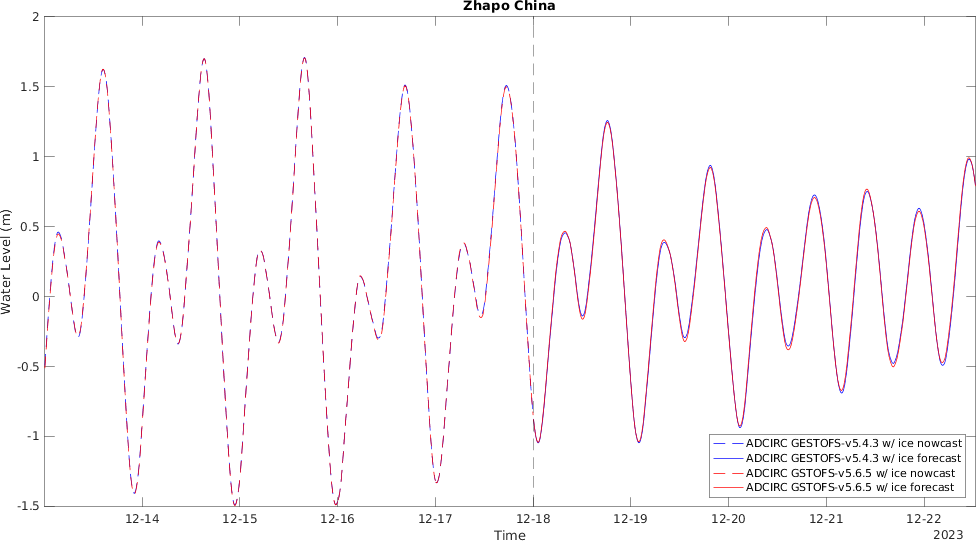 Zhapo China
2
1.5
1
0.5
0
-0.5
-1
-1.5
Water Level (m)
12-14 12-15 12-16 12-17 12-18 12-19 12-20 12-21 12-22
Time
2023
ADCIRC GESTOFS-v5.4.3 w/ ice nowcast
ADCIRC GESTOFS-v5.4.3 w/ ice forecast
ADCIRC GSTOFS-v5.6.5 w/ ice nowcast
ADCIRC GSTOFS-v5.6.5 w/ ice forecast